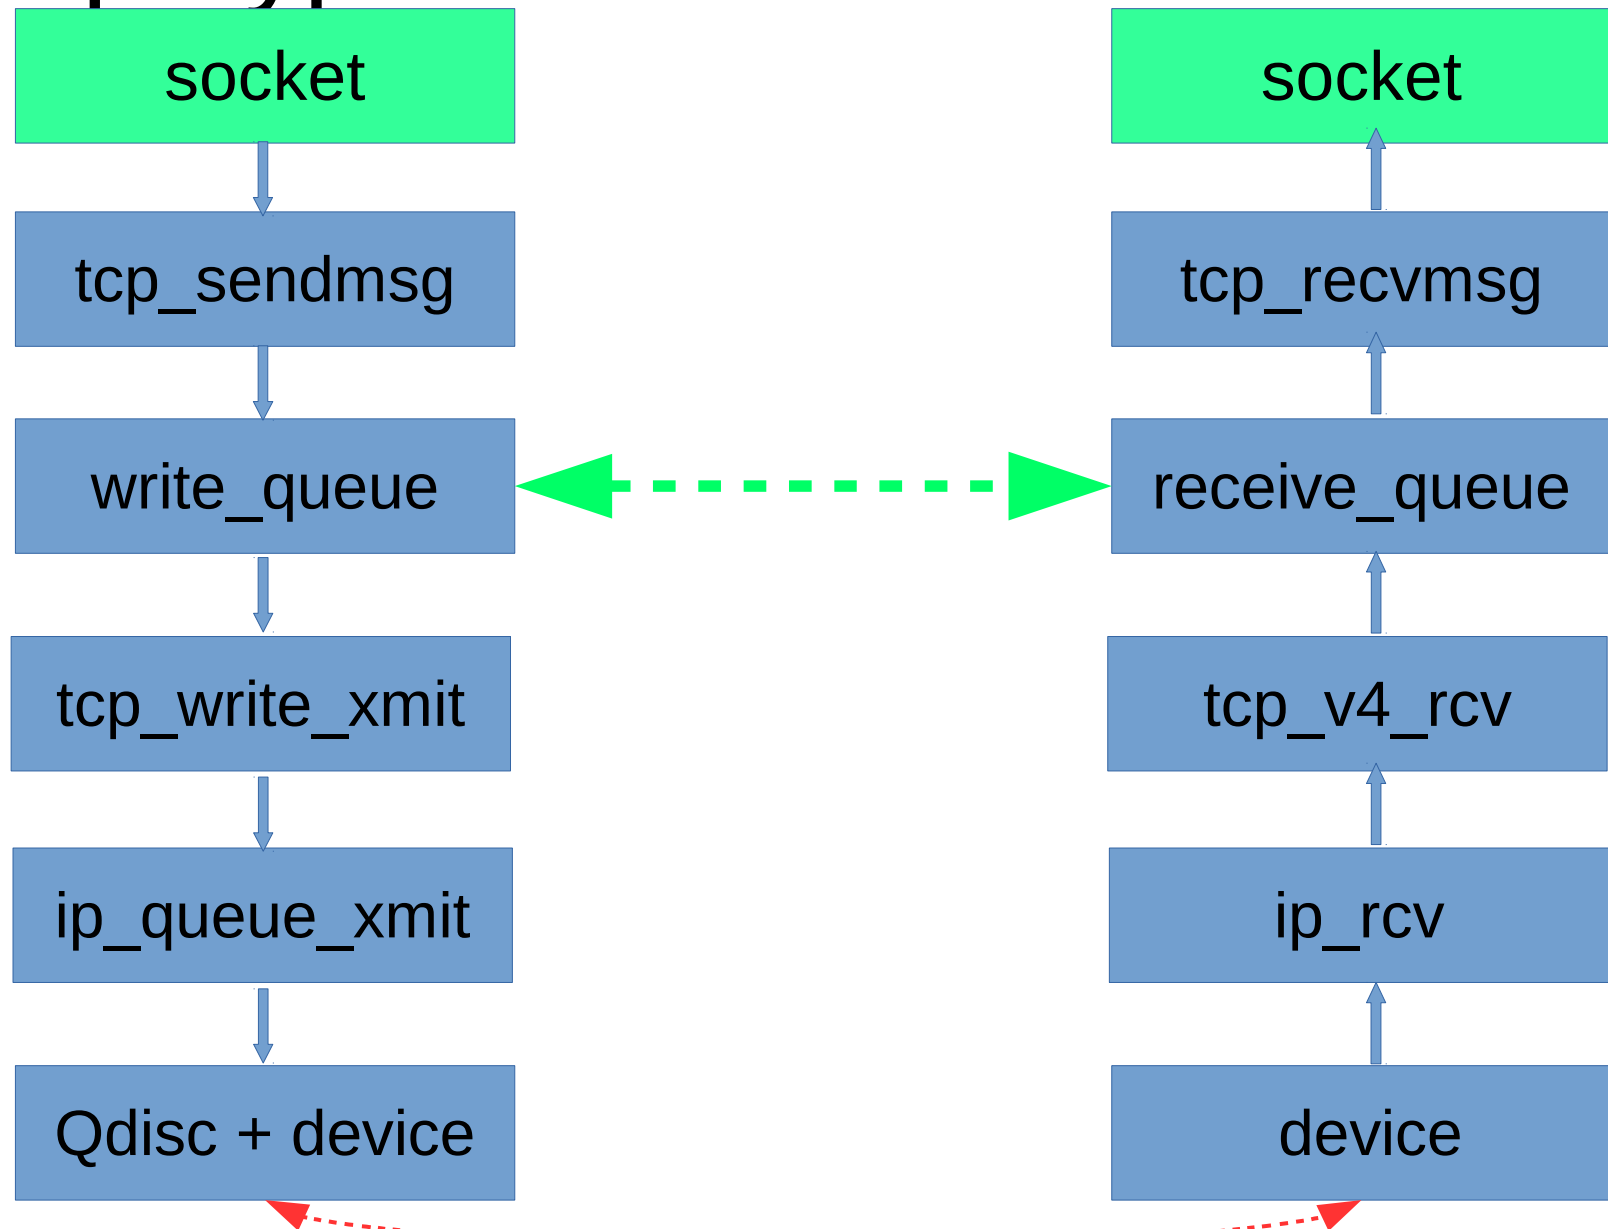 socket
tcp_sendmsg
write_queue
tcp_write_xmit
ip_queue_xmit
Qdisc + device
socket
tcp_recvmsg
receive_queue
tcp_v4_rcv
ip_rcv
device